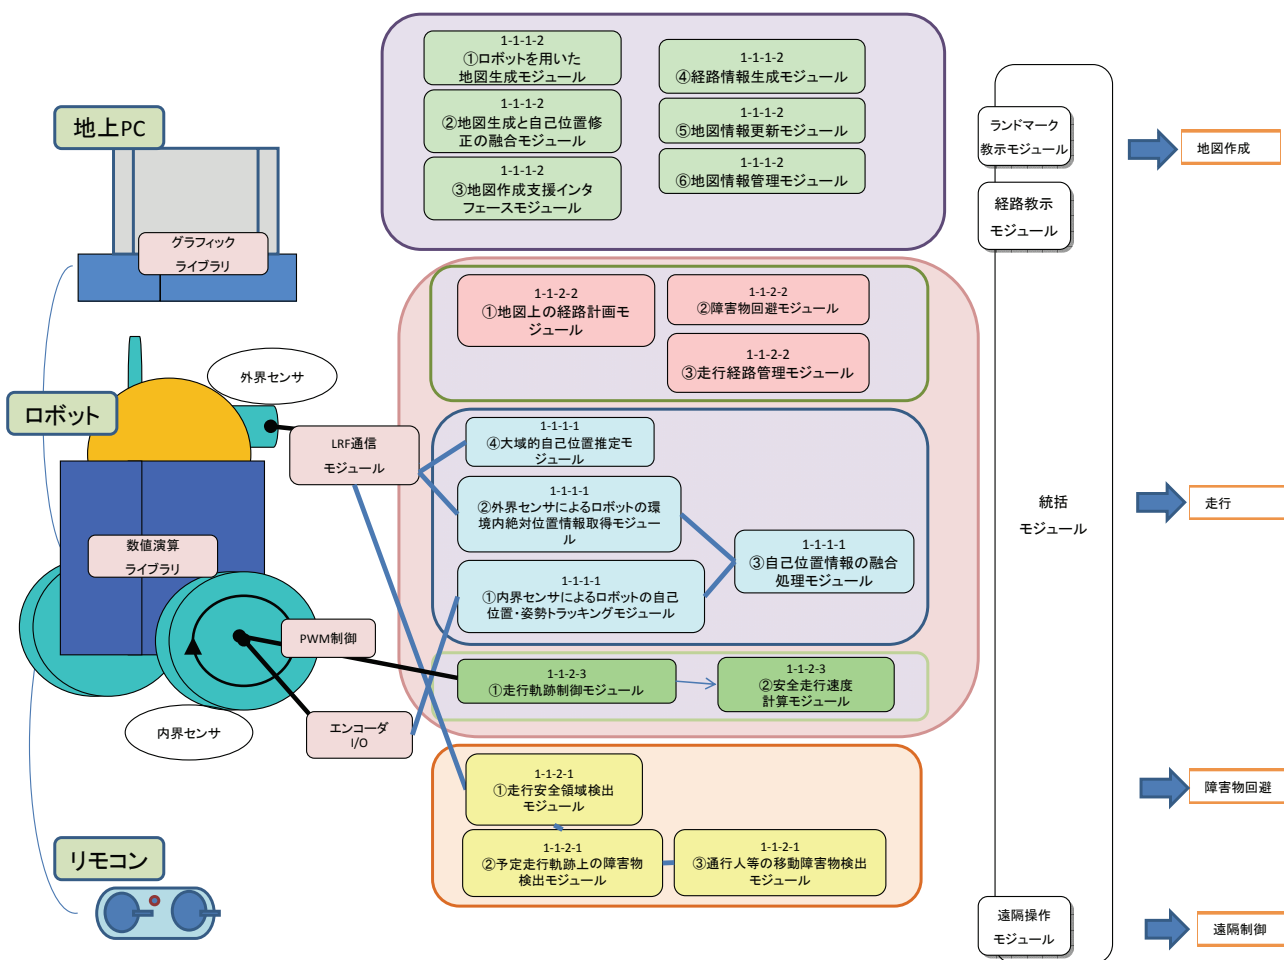 1-1-1-2
①ロボットを用いた
地図生成モジュール
1-1-1-2
②地図生成と自己位置修
正の融合モジュール
1-1-1-2
③地図作成支援インタ
フェースモジュール
1-1-1-2
④経路情報生成モジュール
1-1-1-2
⑤地図情報更新モジュール
1-1-1-2
⑥地図情報管理モジュール
地上PC
グラフィック
ライブラリ
外界センサ
ロボット
LRF通信
モジュール
数値演算
ライブラリ
PWM制御
内界センサ
エンコーダ
I/O
リモコン
1-1-2-2
①地図上の経路計画モ
ジュール
1-1-2-2
②障害物回避モジュール
1-1-2-2
③走行経路管理モジュール
1-1-1-1
④大域的自己位置推定モ
ジュール
1-1-1-1
②外界センサによるロボットの環
境内絶対位置情報取得モジュー
ル
1-1-1-1
①内界センサによるロボットの自己
位置・姿勢トラッキングモジュール
1-1-1-1
③自己位置情報の融合
処理モジュール
1-1-2-3
①走行軌跡制御モジュール
1-1-2-3
②安全走行速度
計算モジュール
1-1-2-1
①走行安全領域検出
モジュール
1-1-2-1
②予定走行軌跡上の障害物
検出モジュール
1-1-2-1
③通行人等の移動障害物検出
モジュール
ランドマーク
教示モジュール
経路教示
モジュール
統括
モジュール
遠隔操作
モジュール
地図作成
走行
障害物回避
遠隔制御